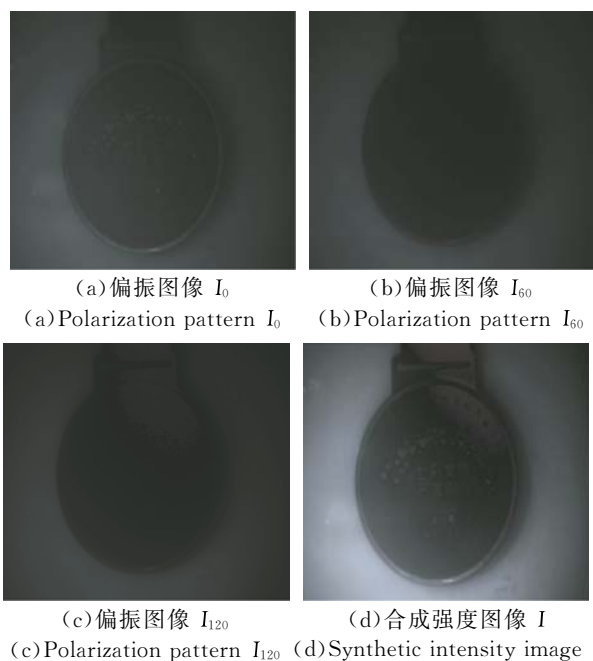 (a)偏振图像 I₀
(a)Polarization pattern I₀
(b)偏振图像 I₆₀
(b)Polarization pattern I₆₀
(c)偏振图像 I₁₂₀
(c)Polarization pattern I₁₂₀
(d)合成强度图像 I
(d)Synthetic intensity image